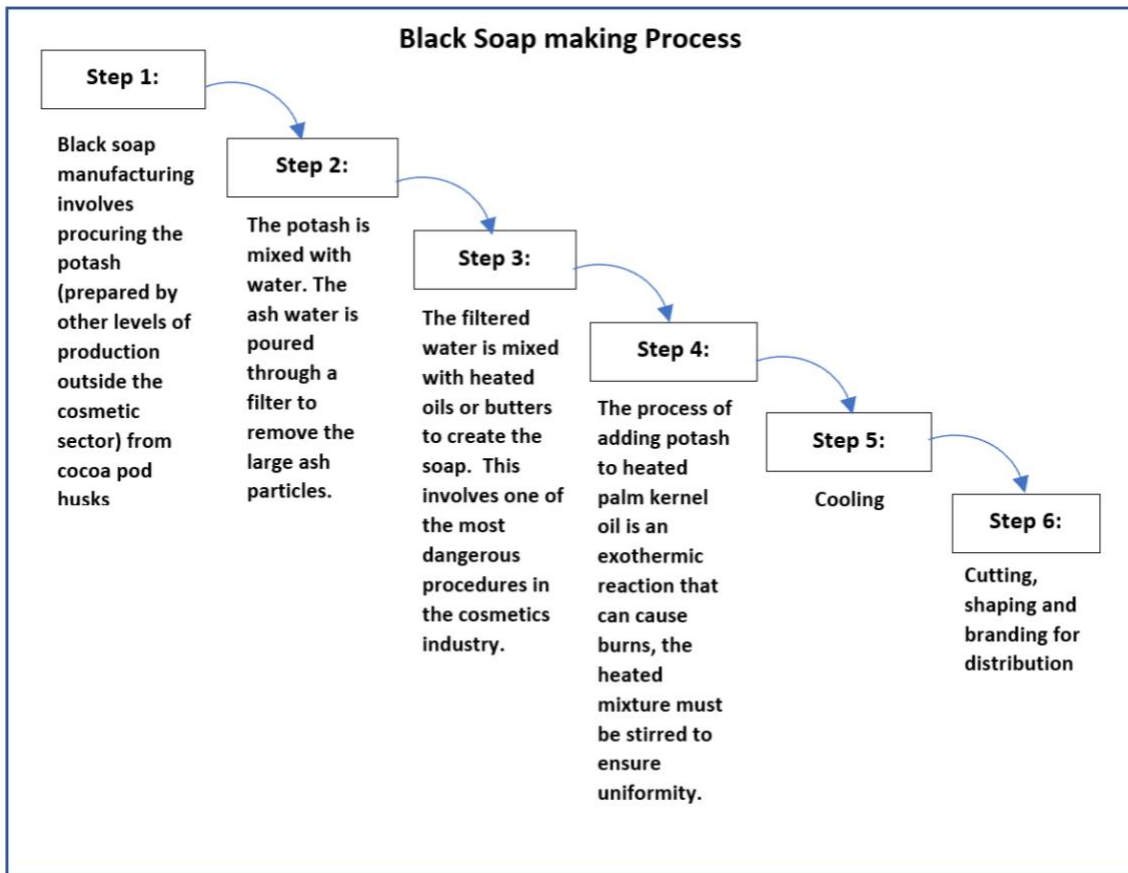 Black Soap making Process
Step 1:
Black soap
manufacturing
involves
procuring the
potash
(prepared by
other levels of
production
outside the
cosmetic
sector) from
cocoa pod
husks
Step 2:
The potash is
mixed with
water. The
ash water is
poured
through a
filter to
remove the
large ash
particles.
Step 3:
The filtered
water is mixed
with heated
oils or butters
to create the
soap. This
involves one of
the most
dangerous
procedures in
the cosmetics
industry.
Step 4:
The process of
adding potash
to heated
palm kernel
oil is an
exothermic
reaction that
can cause
burns, the
heated
mixture must
be stirred to
ensure
uniformity.
Step 5:
Cooling
Step 6:
Cutting,
shaping and
branding for
distribution